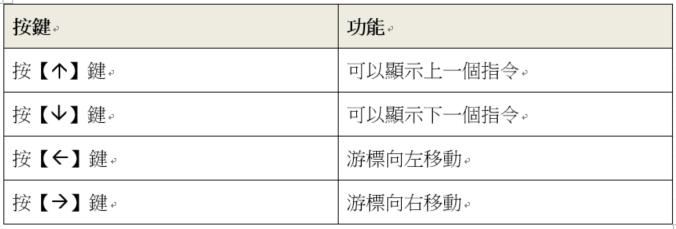 按鍵 功能
按【↑】鍵 可以顯示上一個指令
按【↓】鍵 可以顯示下一個指令
按【←】鍵 游標向左移動
按【→】鍵 游標向右移動